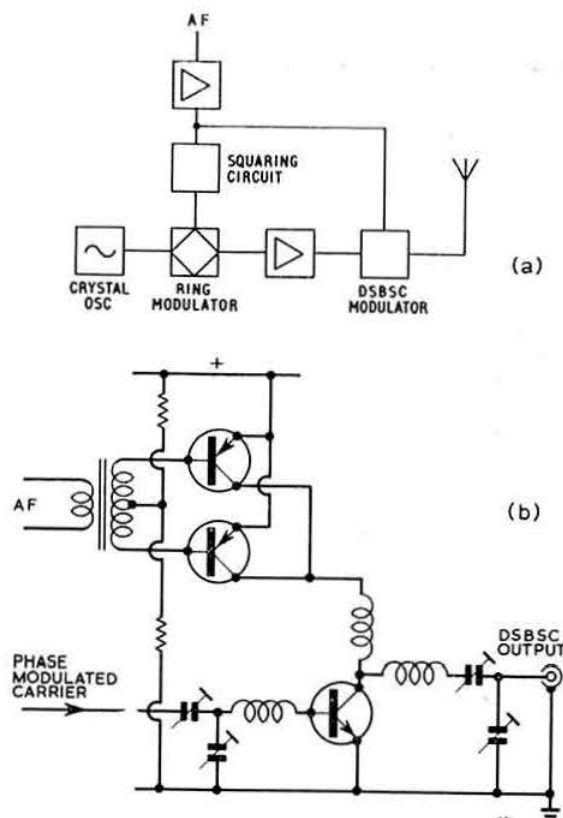 AF
SQUARING
CIRCUIT
CRYSTAL
OSC
RING
MODULATOR
DSBSC
MODULATOR
(a)
+
AF
(b)
PHASE
MODULATED
CARRIER
DSBSC
OUTPUT